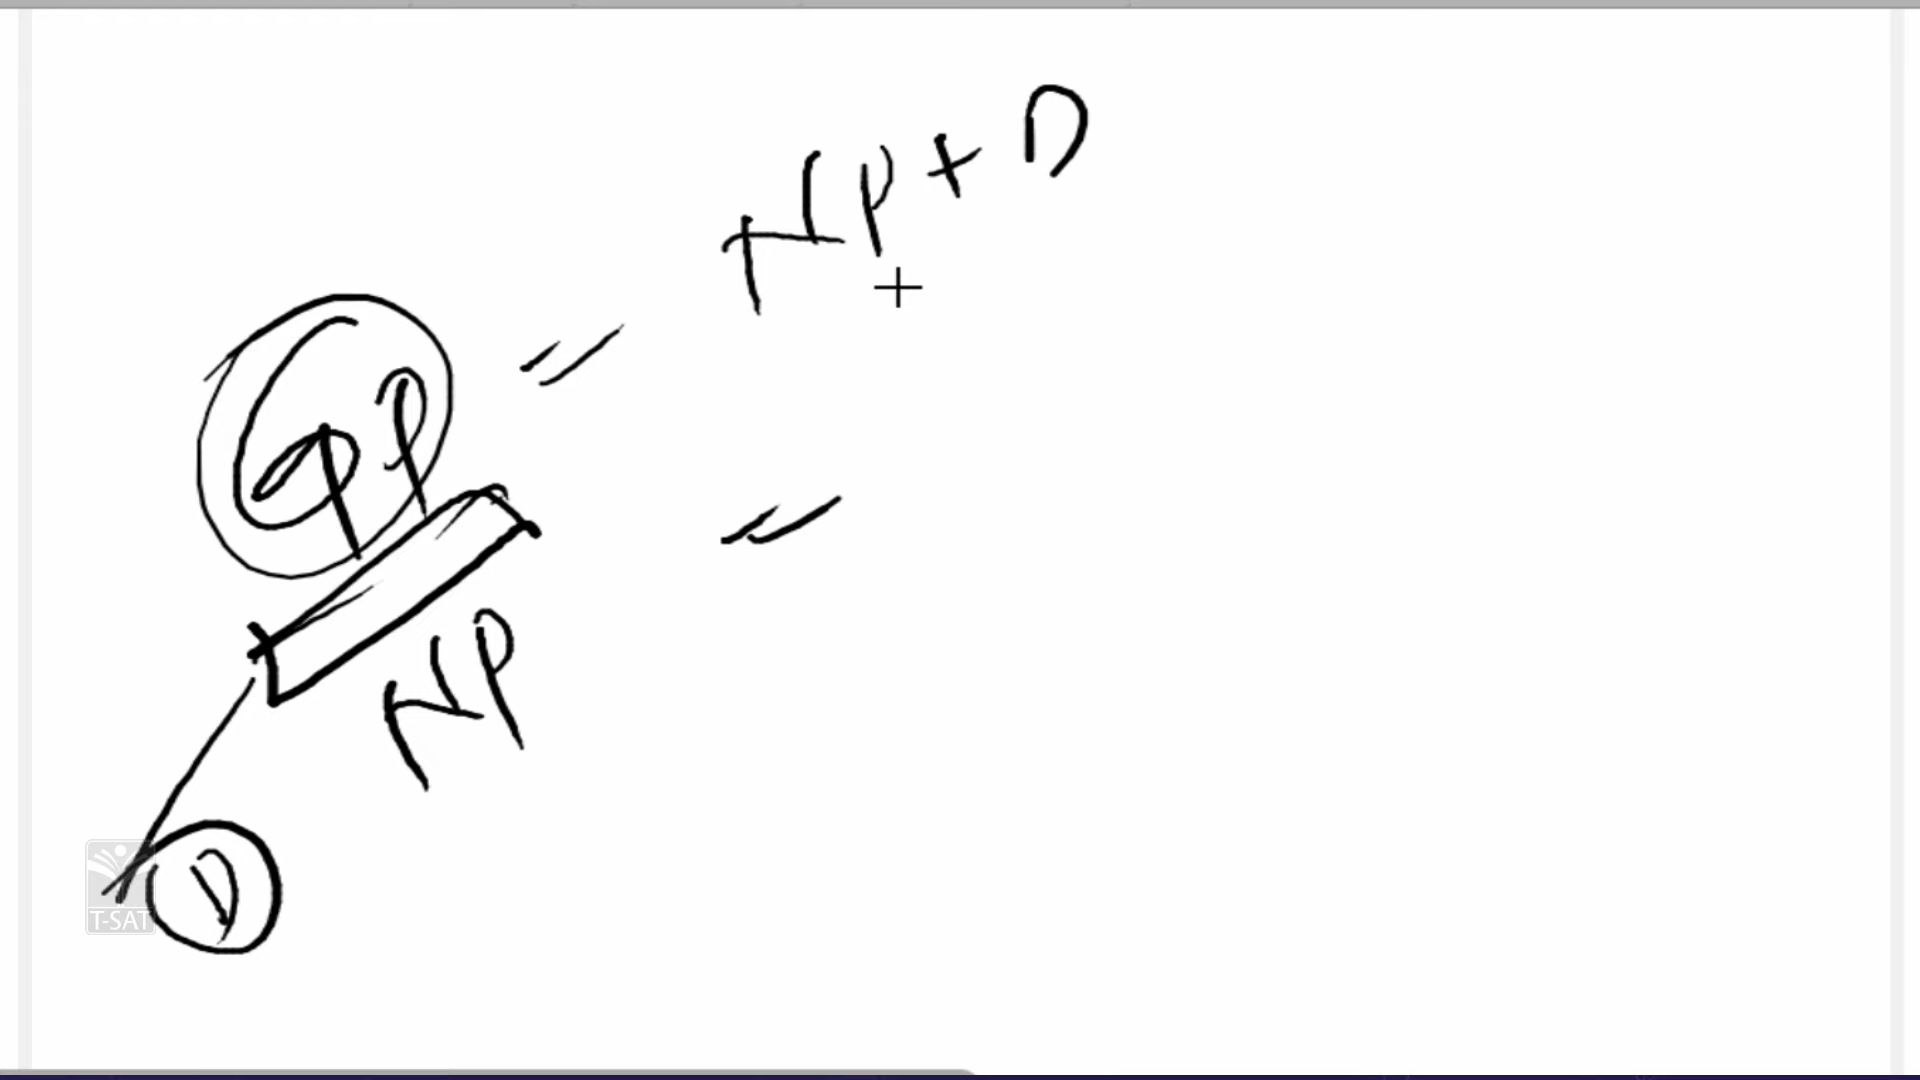 GP = NP + D
NP =
D
T-SAT